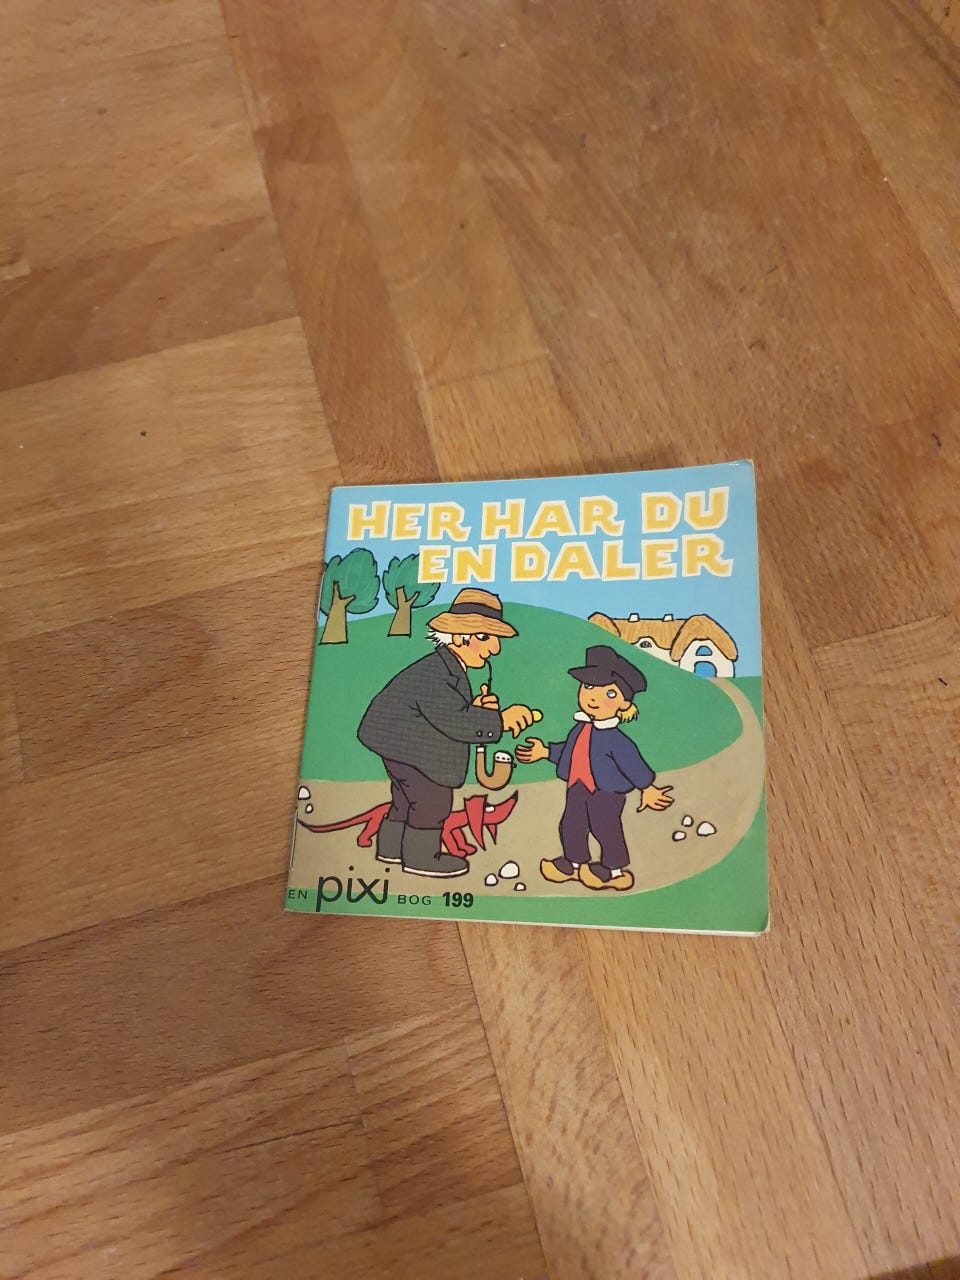 HER HAR DU
EN DALER
EN pixi BOG 199